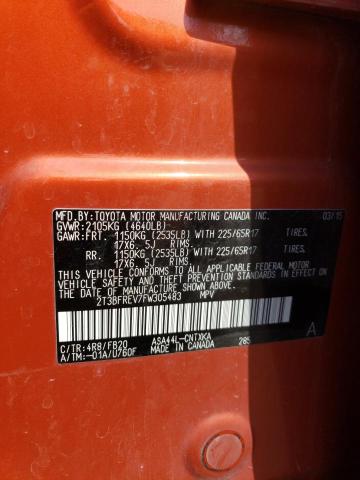 MFD.BY:TOYOTA MOTOR MANUFACTURING CANADA INC. 03/15
GVWR:2105KG (4640LB)
GAWR:FRT. 1150KG (2535LB) WITH 225/65R17 TIRES,
17X6. 5J RIMS.
RR. 1150KG (2535LB) WITH 225/65R17 TIRES,
17X6. 5J RIMS.
THIS VEHICLE CONFORMS TO ALL APPLICABLE FEDERAL MOTOR
VEHICLE SAFETY, BUMPER, AND THEFT PREVENTION STANDARDS IN
EFFECT ON THE DATE OF MANUFACTURE SHOWN ABOVE.
2T3BFREV7FW305483 MPV
C/TR:4R8/FB20 ASA44L-CNTXKA 285 A
A/TM:-01A/U760F MADE IN CANADA